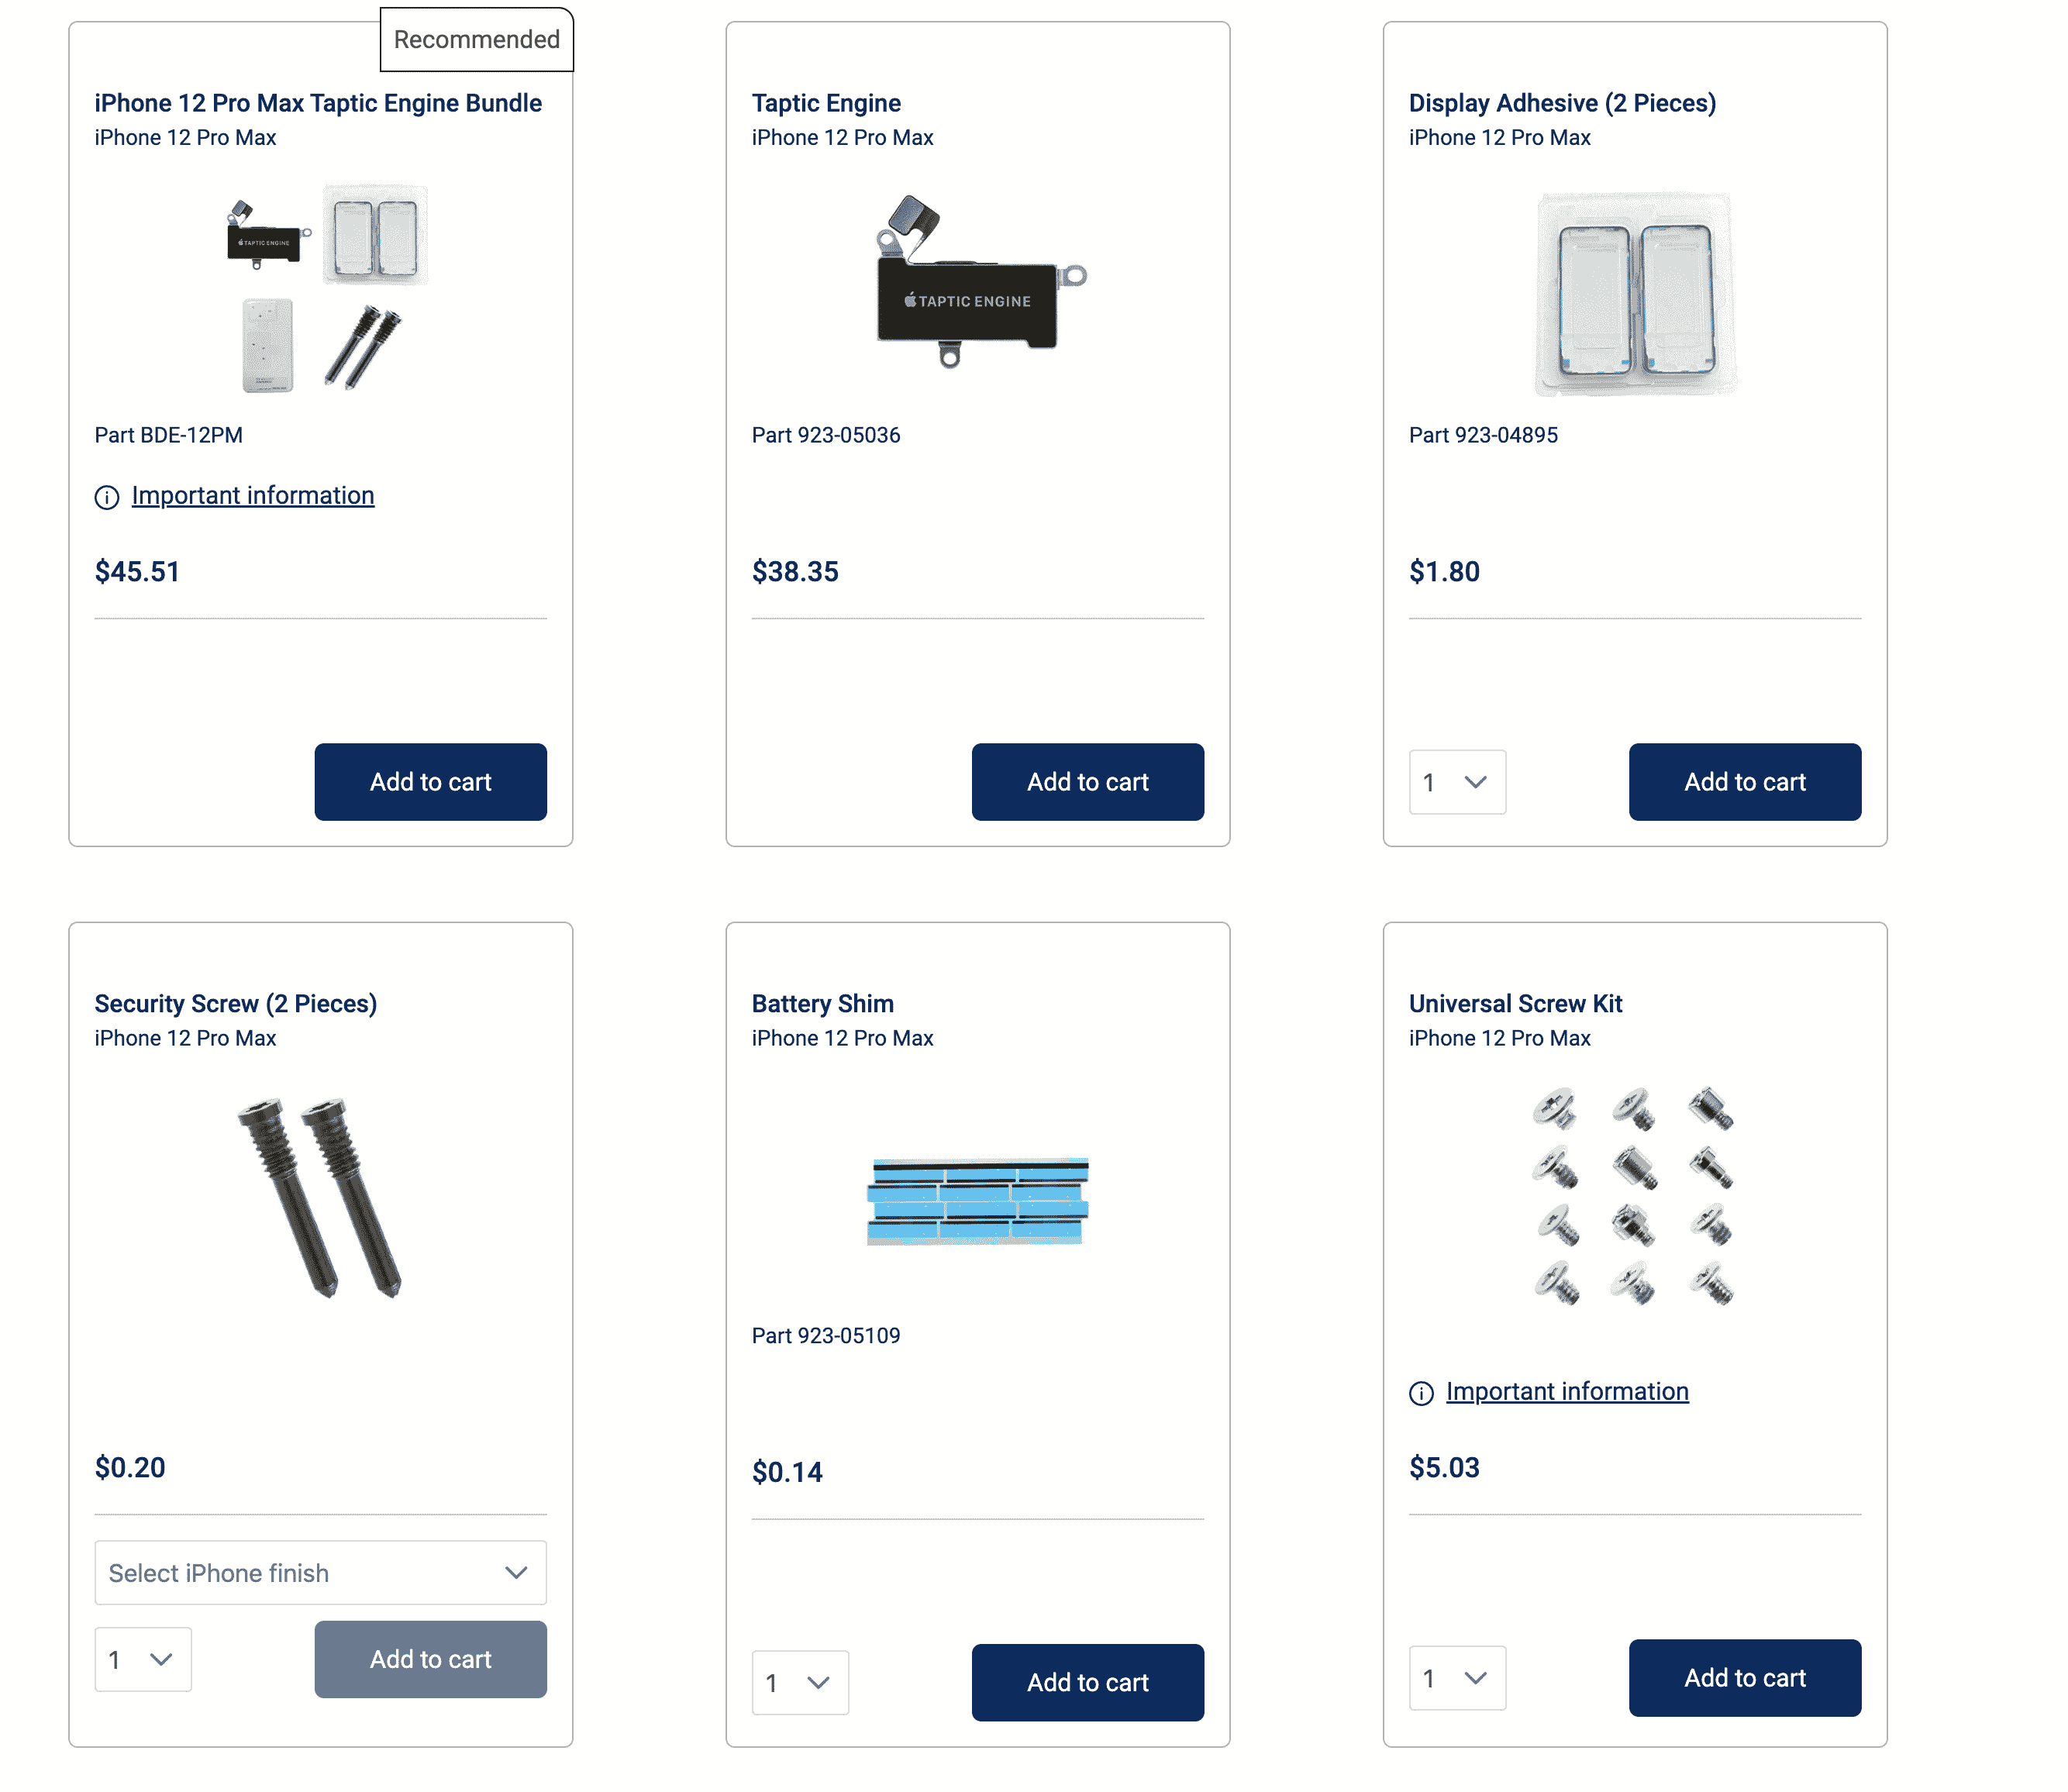 Recommended
iPhone 12 Pro Max Taptic Engine Bundle
iPhone 12 Pro Max
TAPTIC ENGINE
Part BDE-12PM
Important information
$45.51
Add to cart
Taptic Engine
iPhone 12 Pro Max
TAPTIC ENGINE
Part 923-05036
$38.35
Add to cart
Display Adhesive (2 Pieces)
iPhone 12 Pro Max
Part 923-04895
$1.80
1
Add to cart
Security Screw (2 Pieces)
iPhone 12 Pro Max
$0.20
Select iPhone finish
1
Add to cart
Battery Shim
iPhone 12 Pro Max
Part 923-05109
$0.14
1
Add to cart
Universal Screw Kit
iPhone 12 Pro Max
Important information
$5.03
1
Add to cart